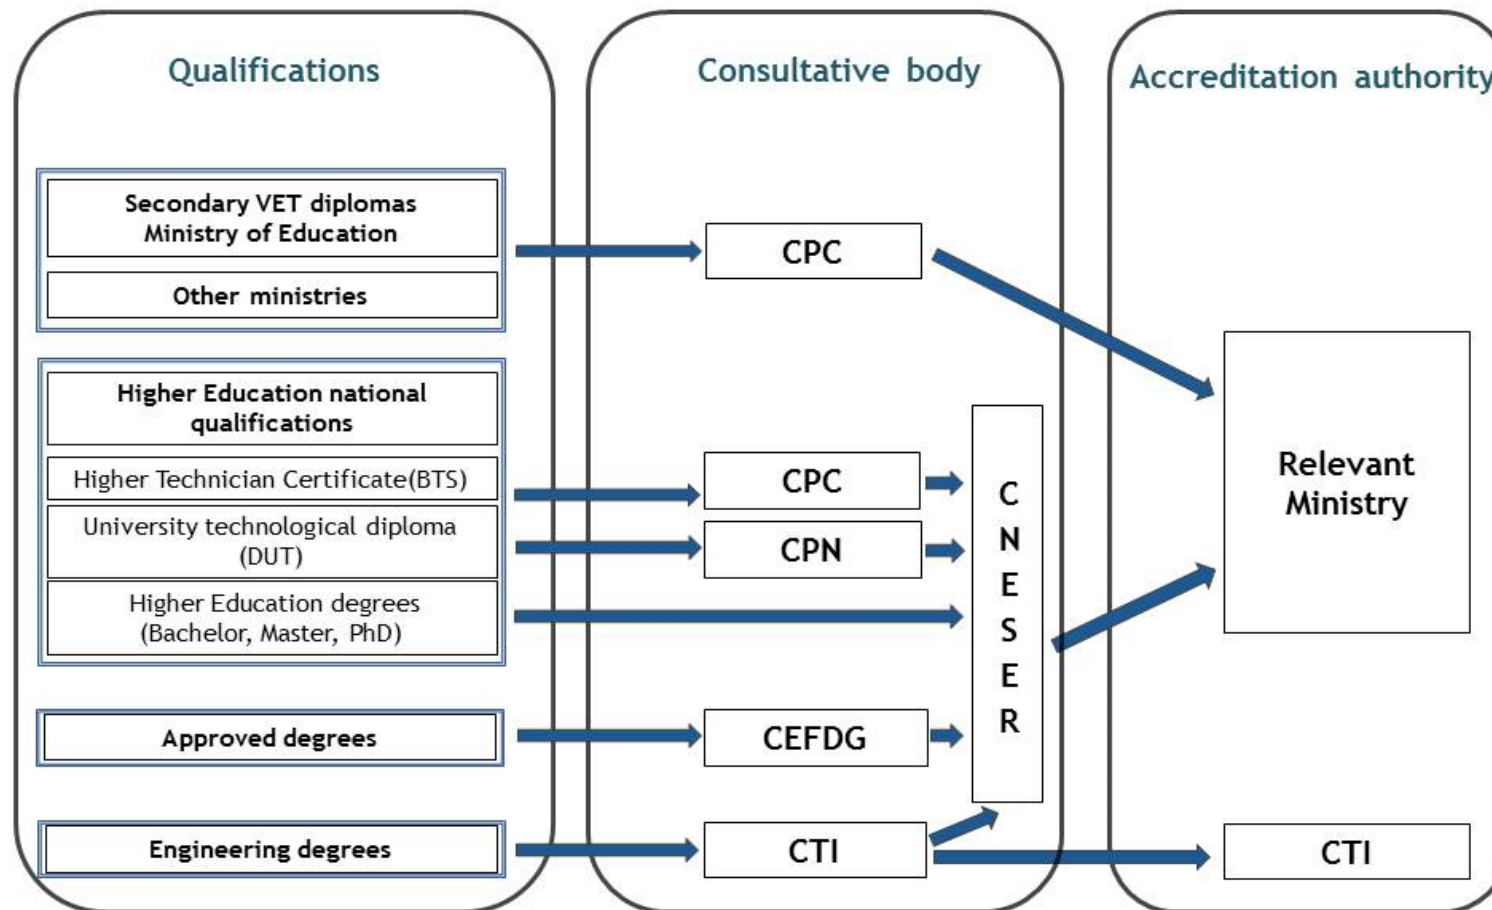 Qualifications
Consultative body
Accreditation authority
Secondary VET diplomas
Ministry of Education
Other ministries
CPC
Higher Education national
qualifications
Higher Technician Certificate(BTS)
University technological diploma
(DUT)
Higher Education degrees
(Bachelor, Master, PhD)
CPC
CPN
C
N
E
S
E
R
Relevant
Ministry
Approved degrees
CEFDG
Engineering degrees
CTI
CTI